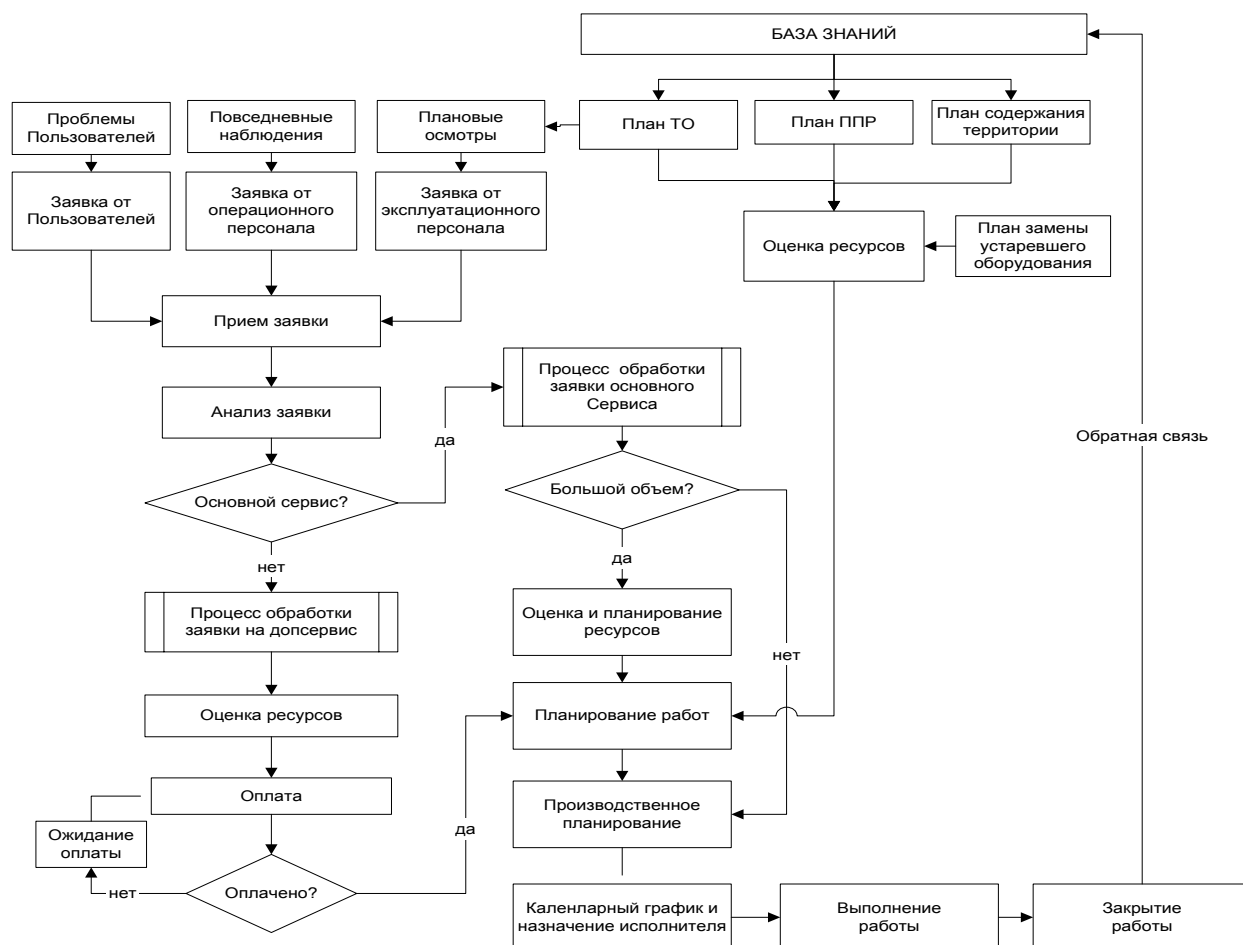 БАЗА ЗНАНИЙ
Проблемы
Пользователей
Повседневные
наблюдения
Плановые
осмотры
План ТО
План ППР
План содержания
территории
Заявка от
Пользователей
Заявка от
операционного
персонала
Заявка от
эксплуатационного
персонала
Оценка ресурсов
План замены
устаревшего
оборудования
Прием заявки
Процесс обработки
заявки основного
Сервиса
Анализ заявки
да
Обратная связь
Основной сервис?
Большой объем?
нет
да
Процесс обработки
заявки на допсервис
Оценка и планирование
ресурсов
нет
Оценка ресурсов
Планирование работ
Оплата
Производственное
планирование
да
Ожидание
оплаты
нет
Оплачено?
Каленларный график и
назначение исполнителя
Выполнение
работы
Закрытие
работы